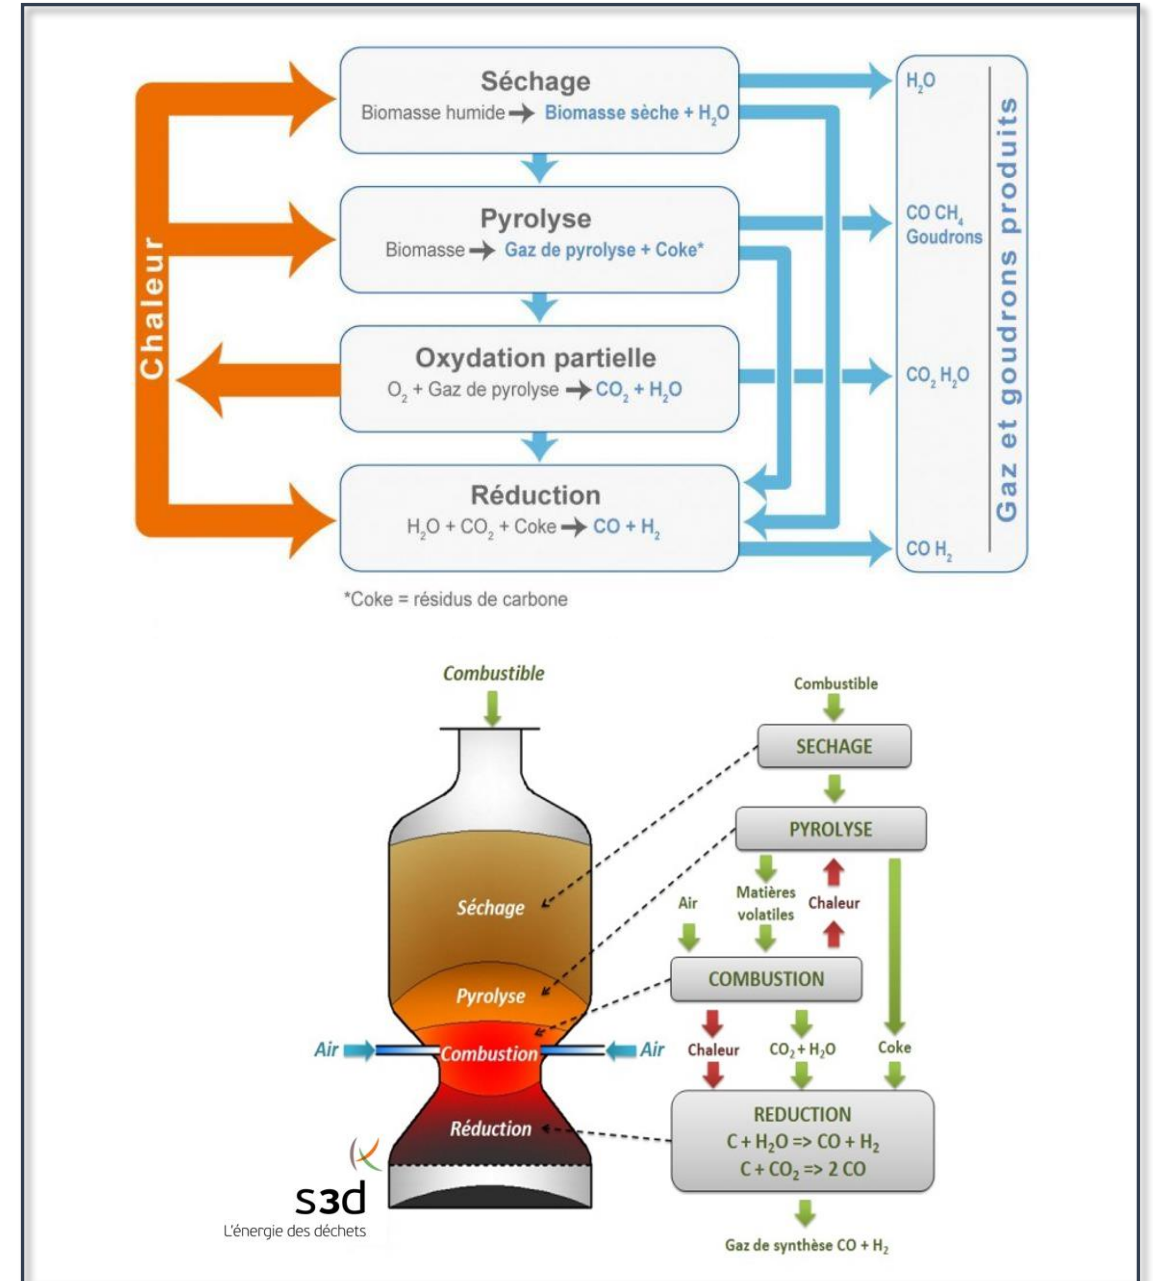 Séchage
Biomasse humide → Biomasse sèche + H₂O
Pyrolyse
Biomasse → Gaz de pyrolyse + Coke*
Oxydation partielle
O₂ + Gaz de pyrolyse → CO₂ + H₂O
Réduction
H₂O + CO₂ + Coke → CO + H₂
Chaleur
H₂O
CO CH₄
Goudrons
CO₂ H₂O
CO H₂
Gaz et goudrons produits
*Coke = résidus de carbone
Combustible
Séchage
Pyrolyse
Air
Combustion
Air
Réduction
s3d
L'énergie des déchets
Combustible
SECHAGE
PYROLYSE
Air
Matières
volatiles
Chaleur
COMBUSTION
Chaleur
CO₂ + H₂O
Coke
REDUCTION
C + H₂O => CO + H₂
C + CO₂ => 2 CO
Gaz de synthèse CO + H₂